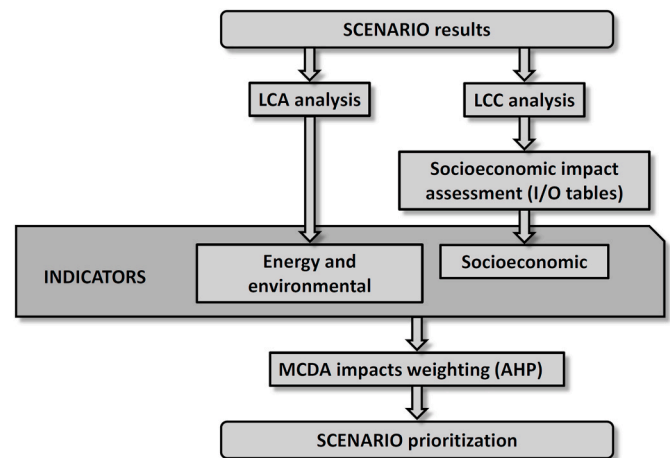 SCENARIO results
LCA analysis
LCC analysis
Socioeconomic impact
assessment (I/O tables)
INDICATORS
Energy and
environmental
Socioeconomic
MCDA impacts weighting (AHP)
SCENARIO prioritization